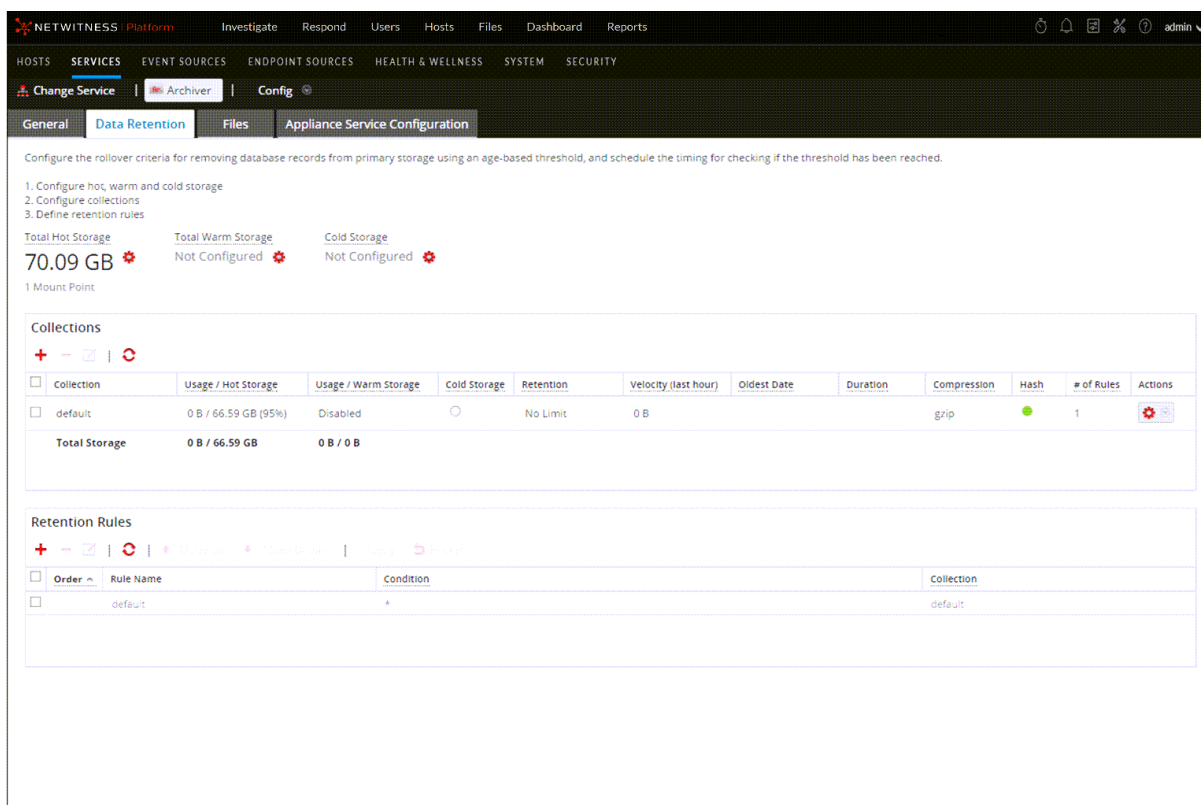 NETWITNESS Platform Investigate Respond Users Hosts Files Dashboard Reports admin
HOSTS SERVICES EVENT SOURCES ENDPOINT SOURCES HEALTH & WELLNESS SYSTEM SECURITY
Change Service | Archiver | Config
General Data Retention Files Appliance Service Configuration
Configure the rollover criteria for removing database records from primary storage using an age-based threshold, and schedule the timing for checking if the threshold has been reached.
1. Configure hot, warm and cold storage
2. Configure collections
3. Define retention rules
Total Hot Storage Total Warm Storage Cold Storage
70.09 GB Not Configured Not Configured
1 Mount Point
Collections
Collection Usage / Hot Storage Usage / Warm Storage Cold Storage Retention Velocity (last hour) Oldest Date Duration Compression Hash # of Rules Actions
default 0 B / 66.59 GB (95%) Disabled No Limit 0 B gzip 1
Total Storage 0 B / 66.59 GB 0 B / 0 B
Retention Rules
Order Rule Name Condition Collection
default * default